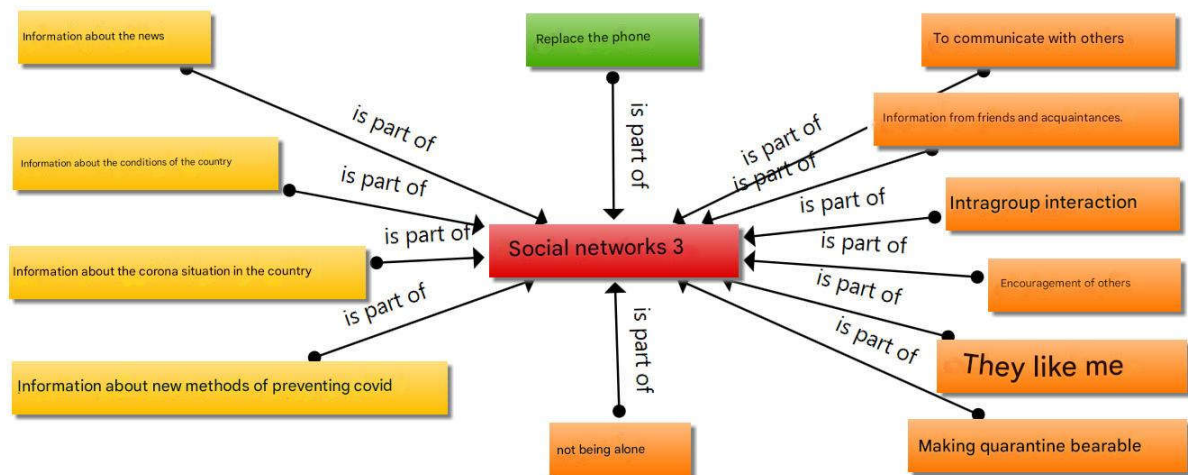 Information about the news
Replace the phone
To communicate with others
Information from friends and acquaintances.
is part of
is part of
is part of
is part of
Information about the conditions of the country
is part of
is part of
Intragroup interaction
is part of
Social networks 3
is part of
Information about the corona situation in the country
Encouragement of others
is part of
is part of
is part of
is part of
They like me
Information about new methods of preventing covid
not being alone
Making quarantine bearable